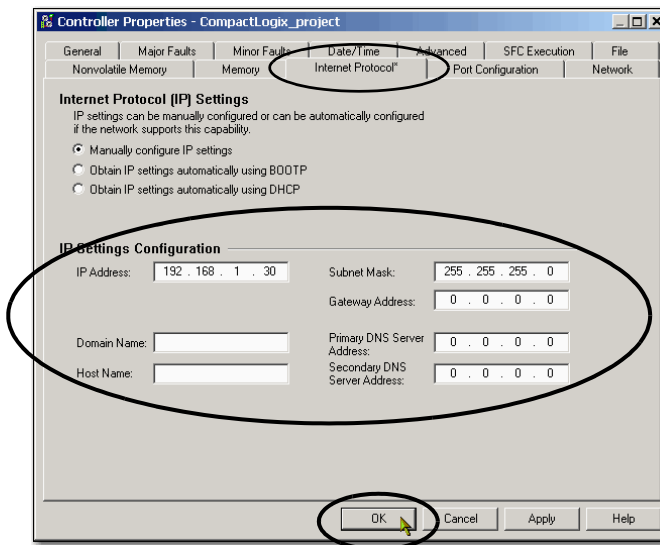 Controller Properties - CompactLogix_project
General Major Faults Minor Faults Date/Time Advanced SFC Execution File
Nonvolatile Memory Memory Internet Protocol* Port Configuration Network
Internet Protocol (IP) Settings
IP settings can be manually configured or can be automatically configured
if the network supports this capability.
Manually configure IP settings
Obtain IP settings automatically using BOOTP
Obtain IP settings automatically using DHCP
IP Settings Configuration
IP Address: 192 . 168 . 1 . 30 Subnet Mask: 255 . 255 . 255 . 0
Gateway Address: 0 . 0 . 0 . 0
Domain Name: Primary DNS Server Address: 0 . 0 . 0 . 0
Host Name: Secondary DNS Server Address: 0 . 0 . 0 . 0
OK Cancel Apply Help